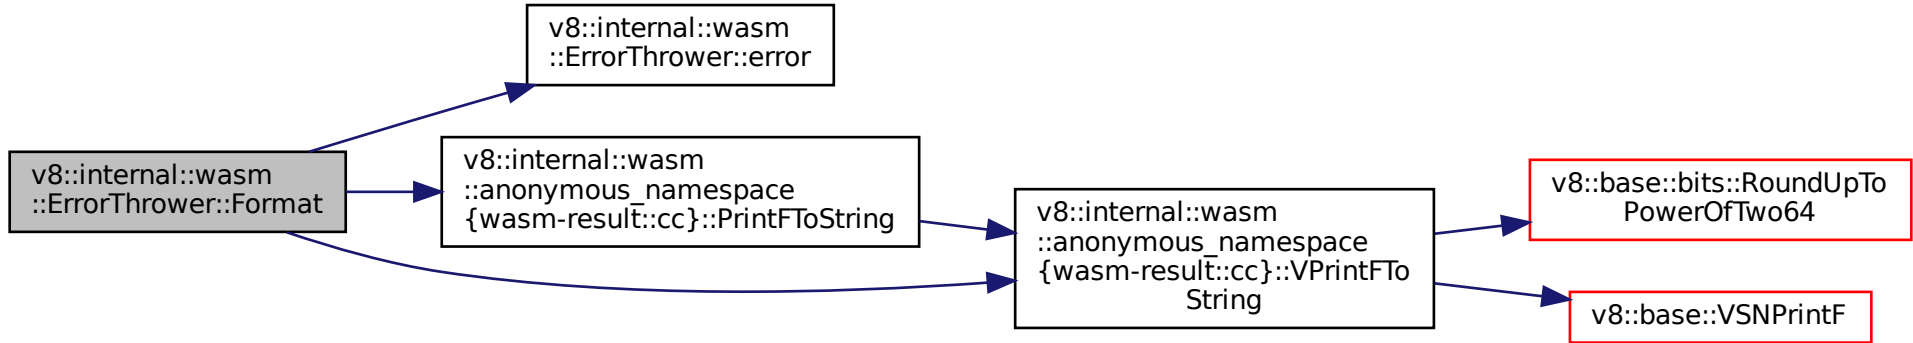 v8::internal::wasm
::ErrorThrower::error
v8::internal::wasm
::ErrorThrower::Format
v8::internal::wasm
::anonymous_namespace
{wasm-result::cc}::PrintFToString
v8::internal::wasm
::anonymous_namespace
{wasm-result::cc}::VPrintFTo
String
v8::base::bits::RoundUpTo
PowerOfTwo64
v8::base::VSNPrintF